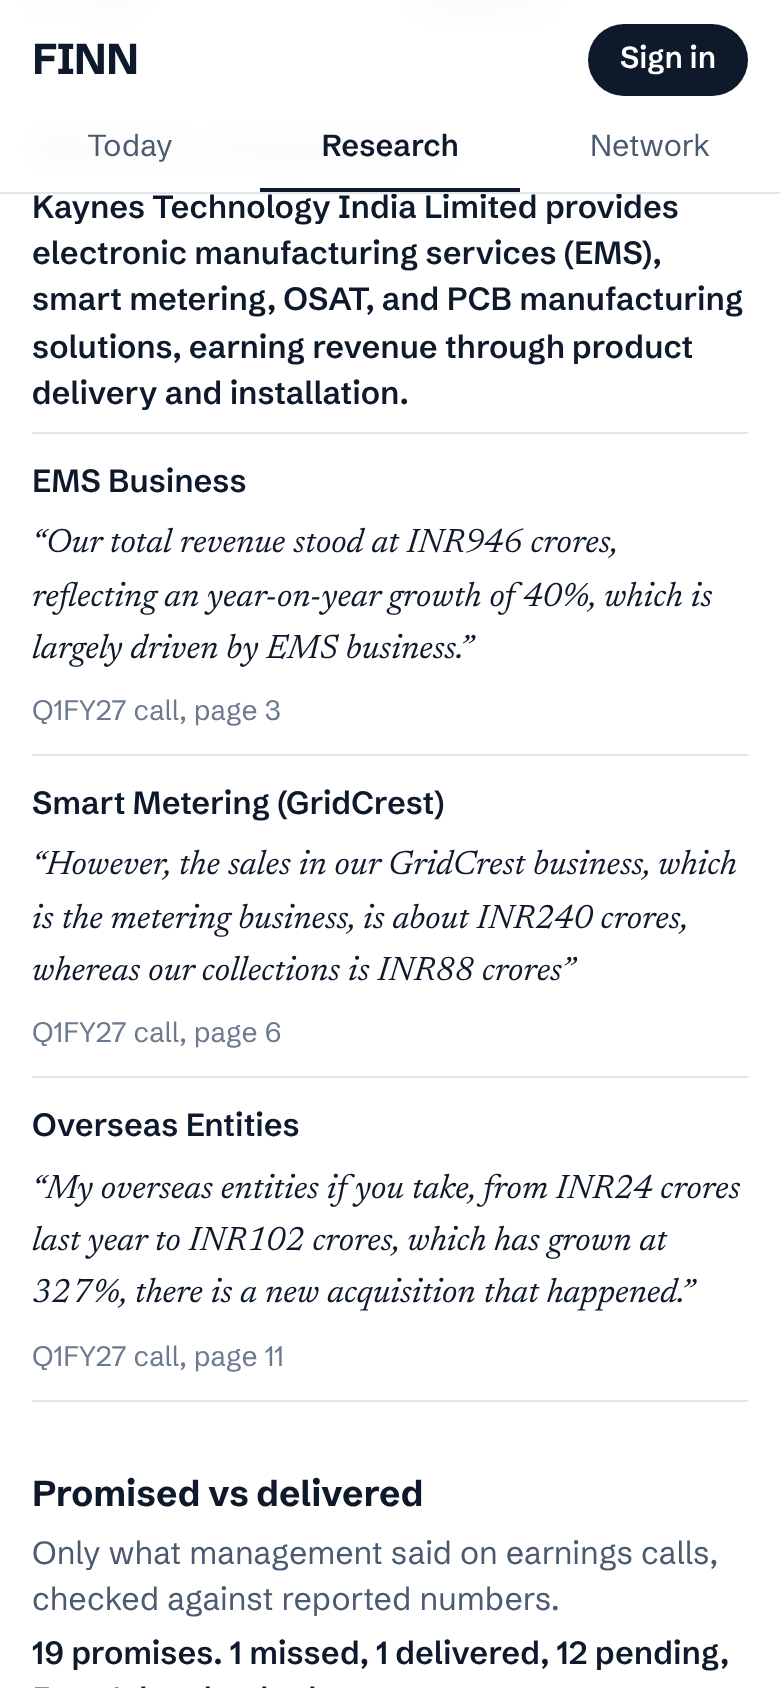 FINN
Sign in
Today
Research
Network
Kaynes Technology India Limited provides
electronic manufacturing services (EMS),
smart metering, OSAT, and PCB manufacturing
solutions, earning revenue through product
delivery and installation.
EMS Business
“Our total revenue stood at INR946 crores,
reflecting an year-on-year growth of 40%, which is
largely driven by EMS business.”
Q1FY27 call, page 3
Smart Metering (GridCrest)
“However, the sales in our GridCrest business, which
is the metering business, is about INR240 crores,
whereas our collections is INR88 crores”
Q1FY27 call, page 6
Overseas Entities
“My overseas entities if you take, from INR24 crores
last year to INR102 crores, which has grown at
327%, there is a new acquisition that happened.”
Q1FY27 call, page 11
Promised vs delivered
Only what management said on earnings calls,
checked against reported numbers.
19 promises. 1 missed, 1 delivered, 12 pending,